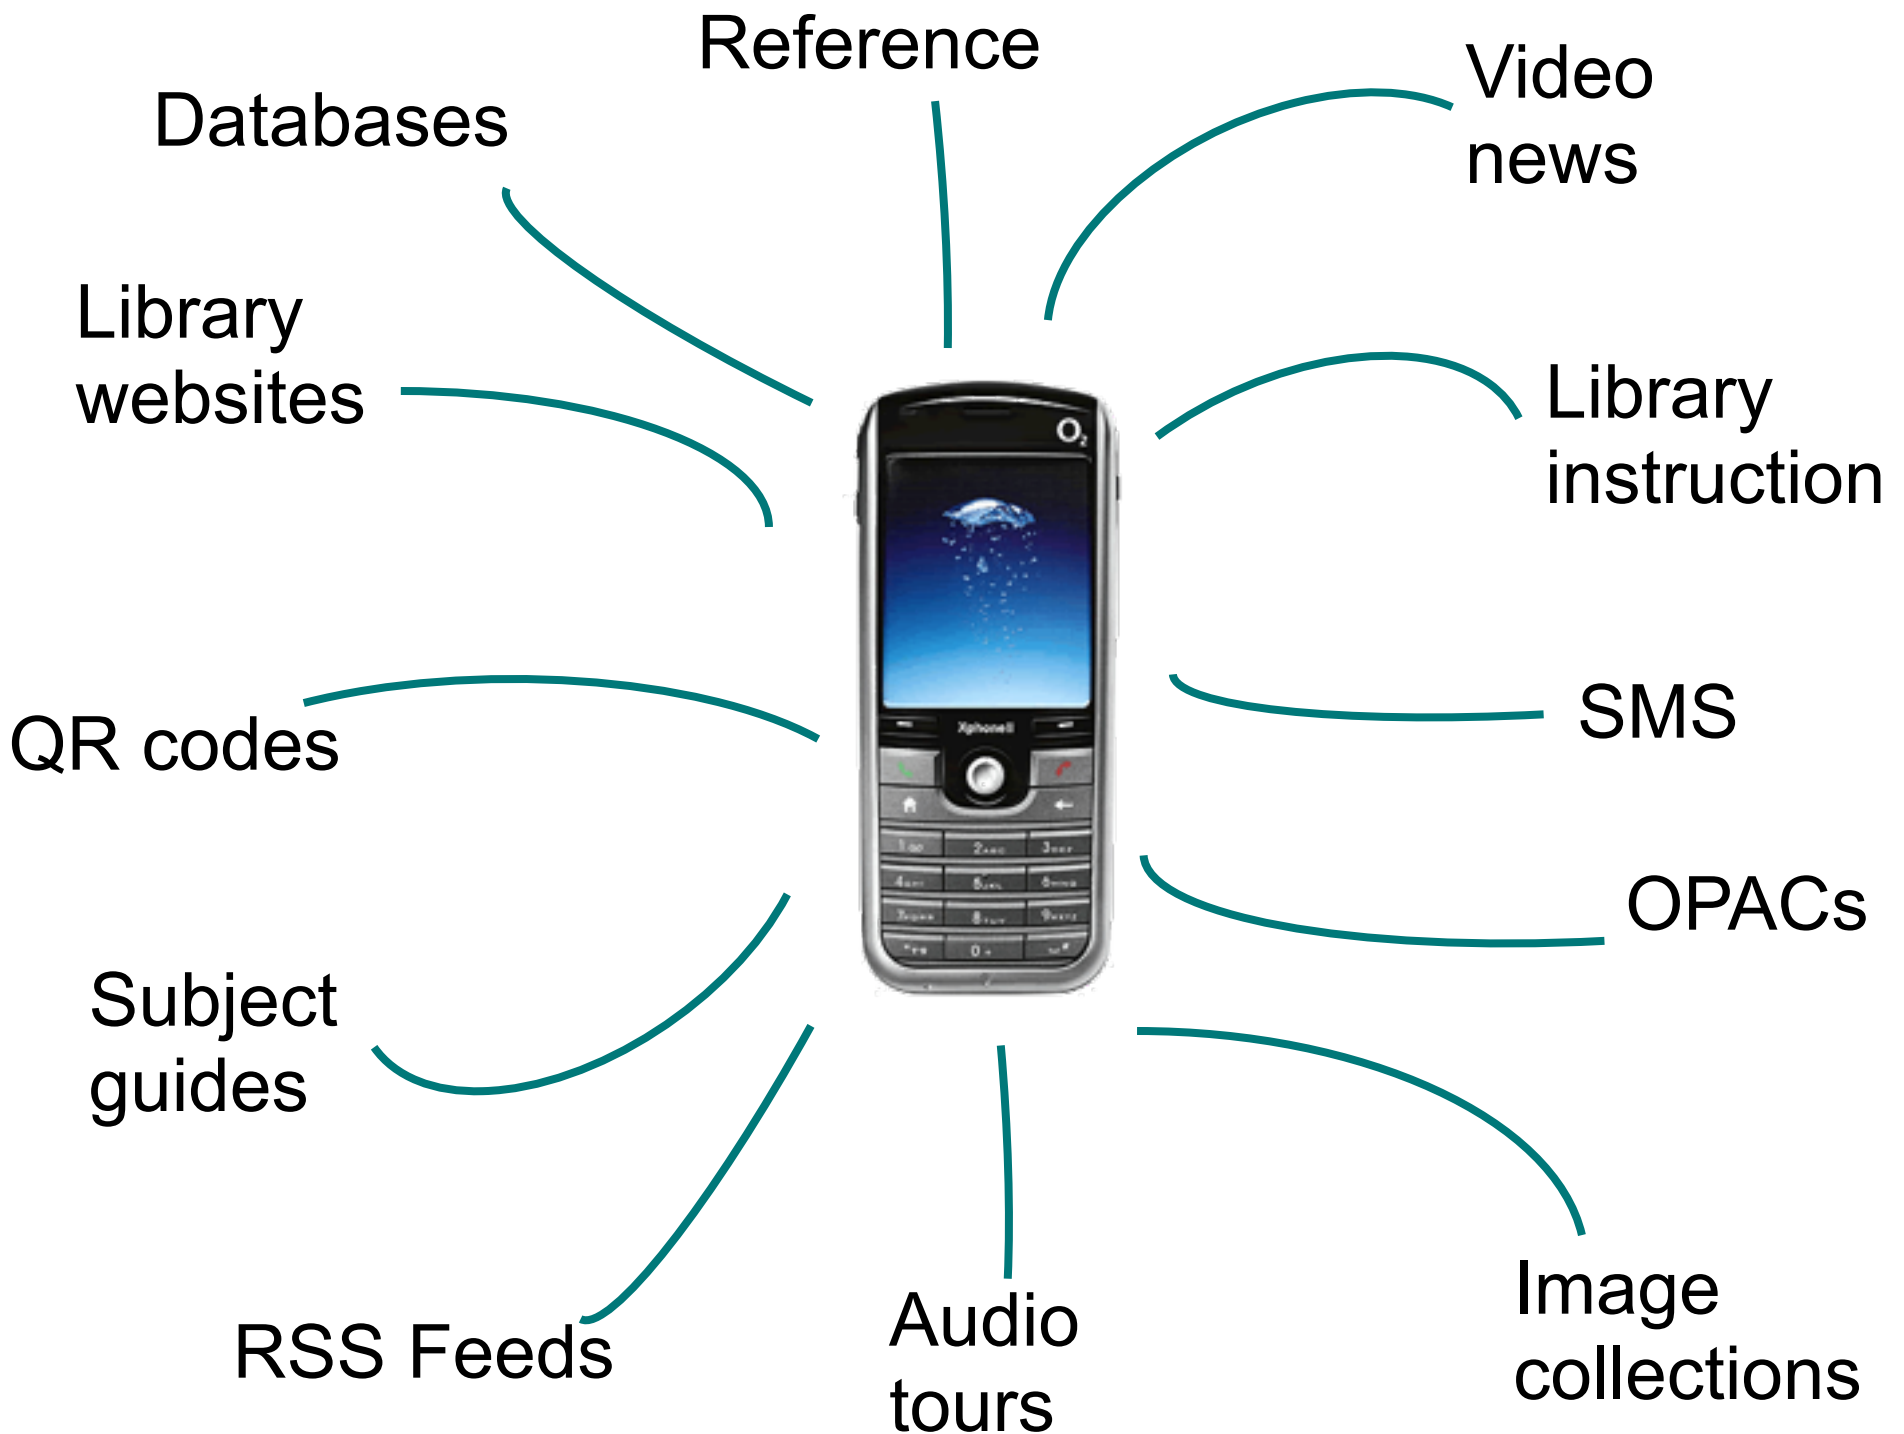 Reference
Video
news
Databases
Library
websites
Library
instruction
O2
SMS
QR codes
XphoneII
OPACs
Subject
guides
Image
collections
RSS Feeds
Audio
tours